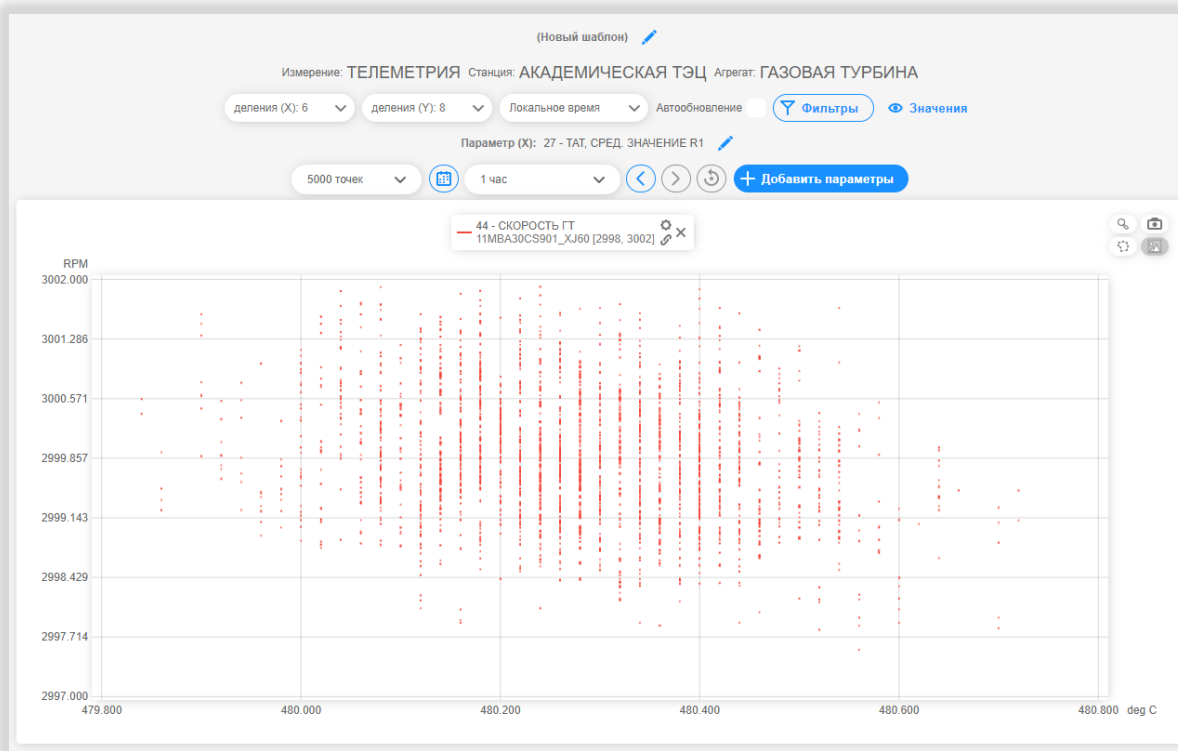 (Новый шаблон)
Измерение: ТЕЛЕМЕТРИЯ Станция: АКАДЕМИЧЕСКАЯ ТЭЦ Агрегат: ГАЗОВАЯ ТУРБИНА
деления (X): 6 деления (Y): 8 Локальное время Автообновление Фильтры Значения
Параметр (X): 27 - ТАТ, СРЕД. ЗНАЧЕНИЕ R1
5000 точек 1 час Добавить параметры
44 - СКОРОСТЬ ГТ
11MBA30CS901_XJ60 [2998, 3002]
RPM
3002.000
3001.286
3000.571
2999.857
2999.143
2998.429
2997.714
2997.000
479.800 480.000 480.200 480.400 480.600 480.800 deg C